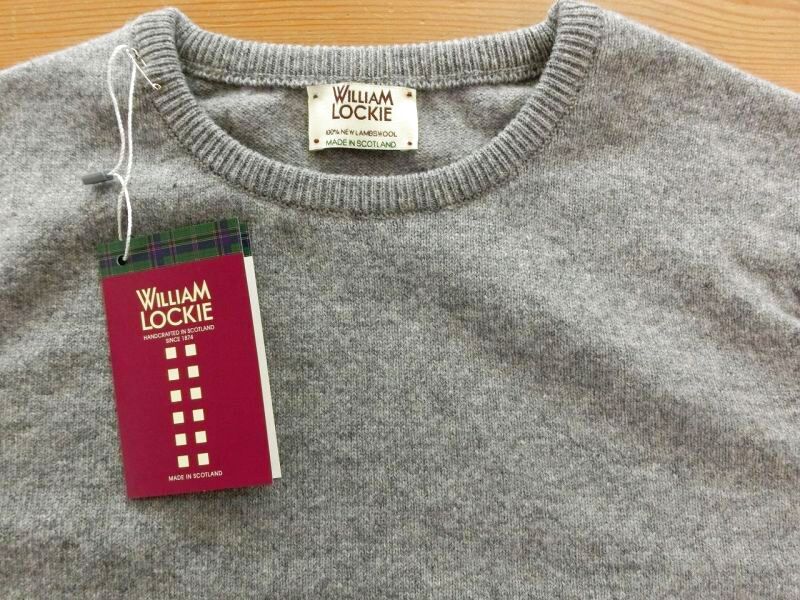 WILLIAM
LOCKIE
100% NEW LAMBSWOOL
MADE IN SCOTLAND
WILLIAM
LOCKIE
HANDCRAFTED IN SCOTLAND
SINCE 1874
MADE IN SCOTLAND